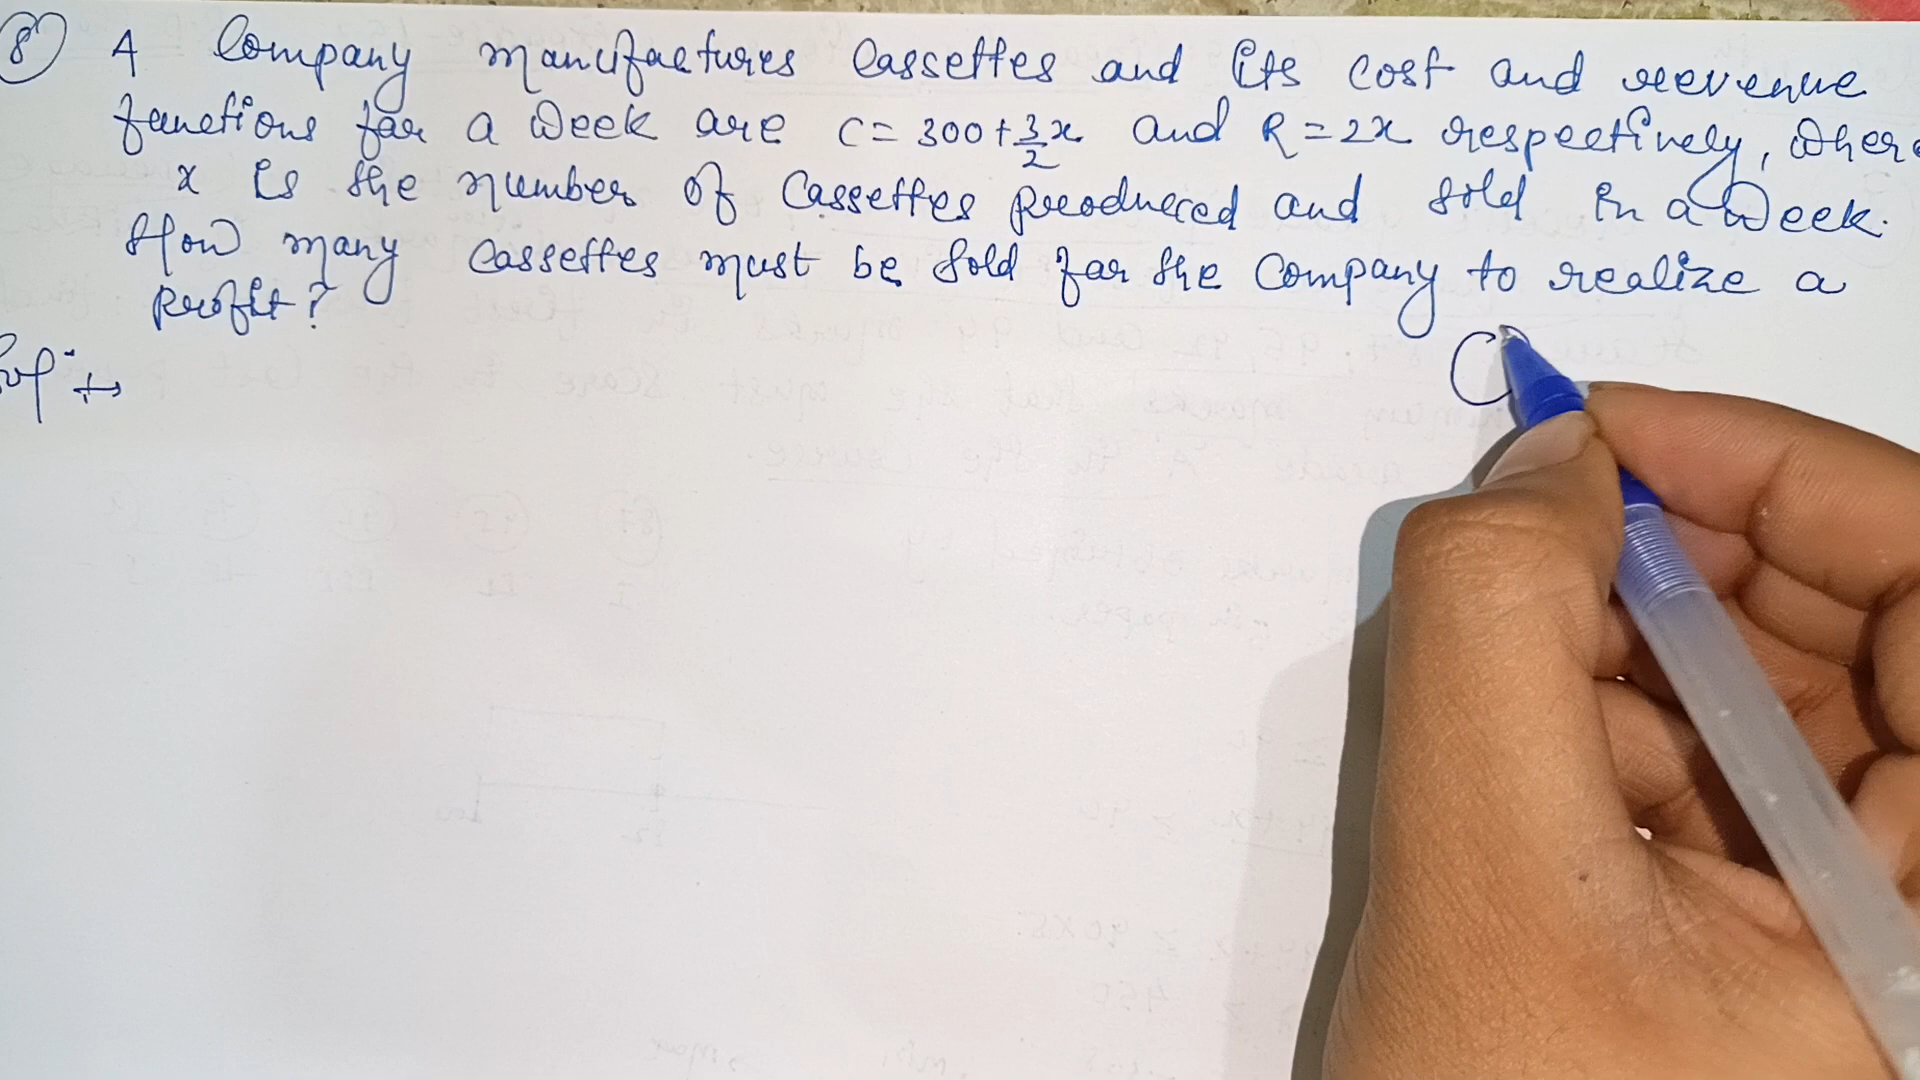 8 A Company manufactures Cassettes and its cost and revenue
functions for a week are C = 300 + 3/2 x and R = 2x respectively, where
x is the number of Cassettes produced and sold in a week.
How many cassettes must be sold for the Company to realize a
profit?
C